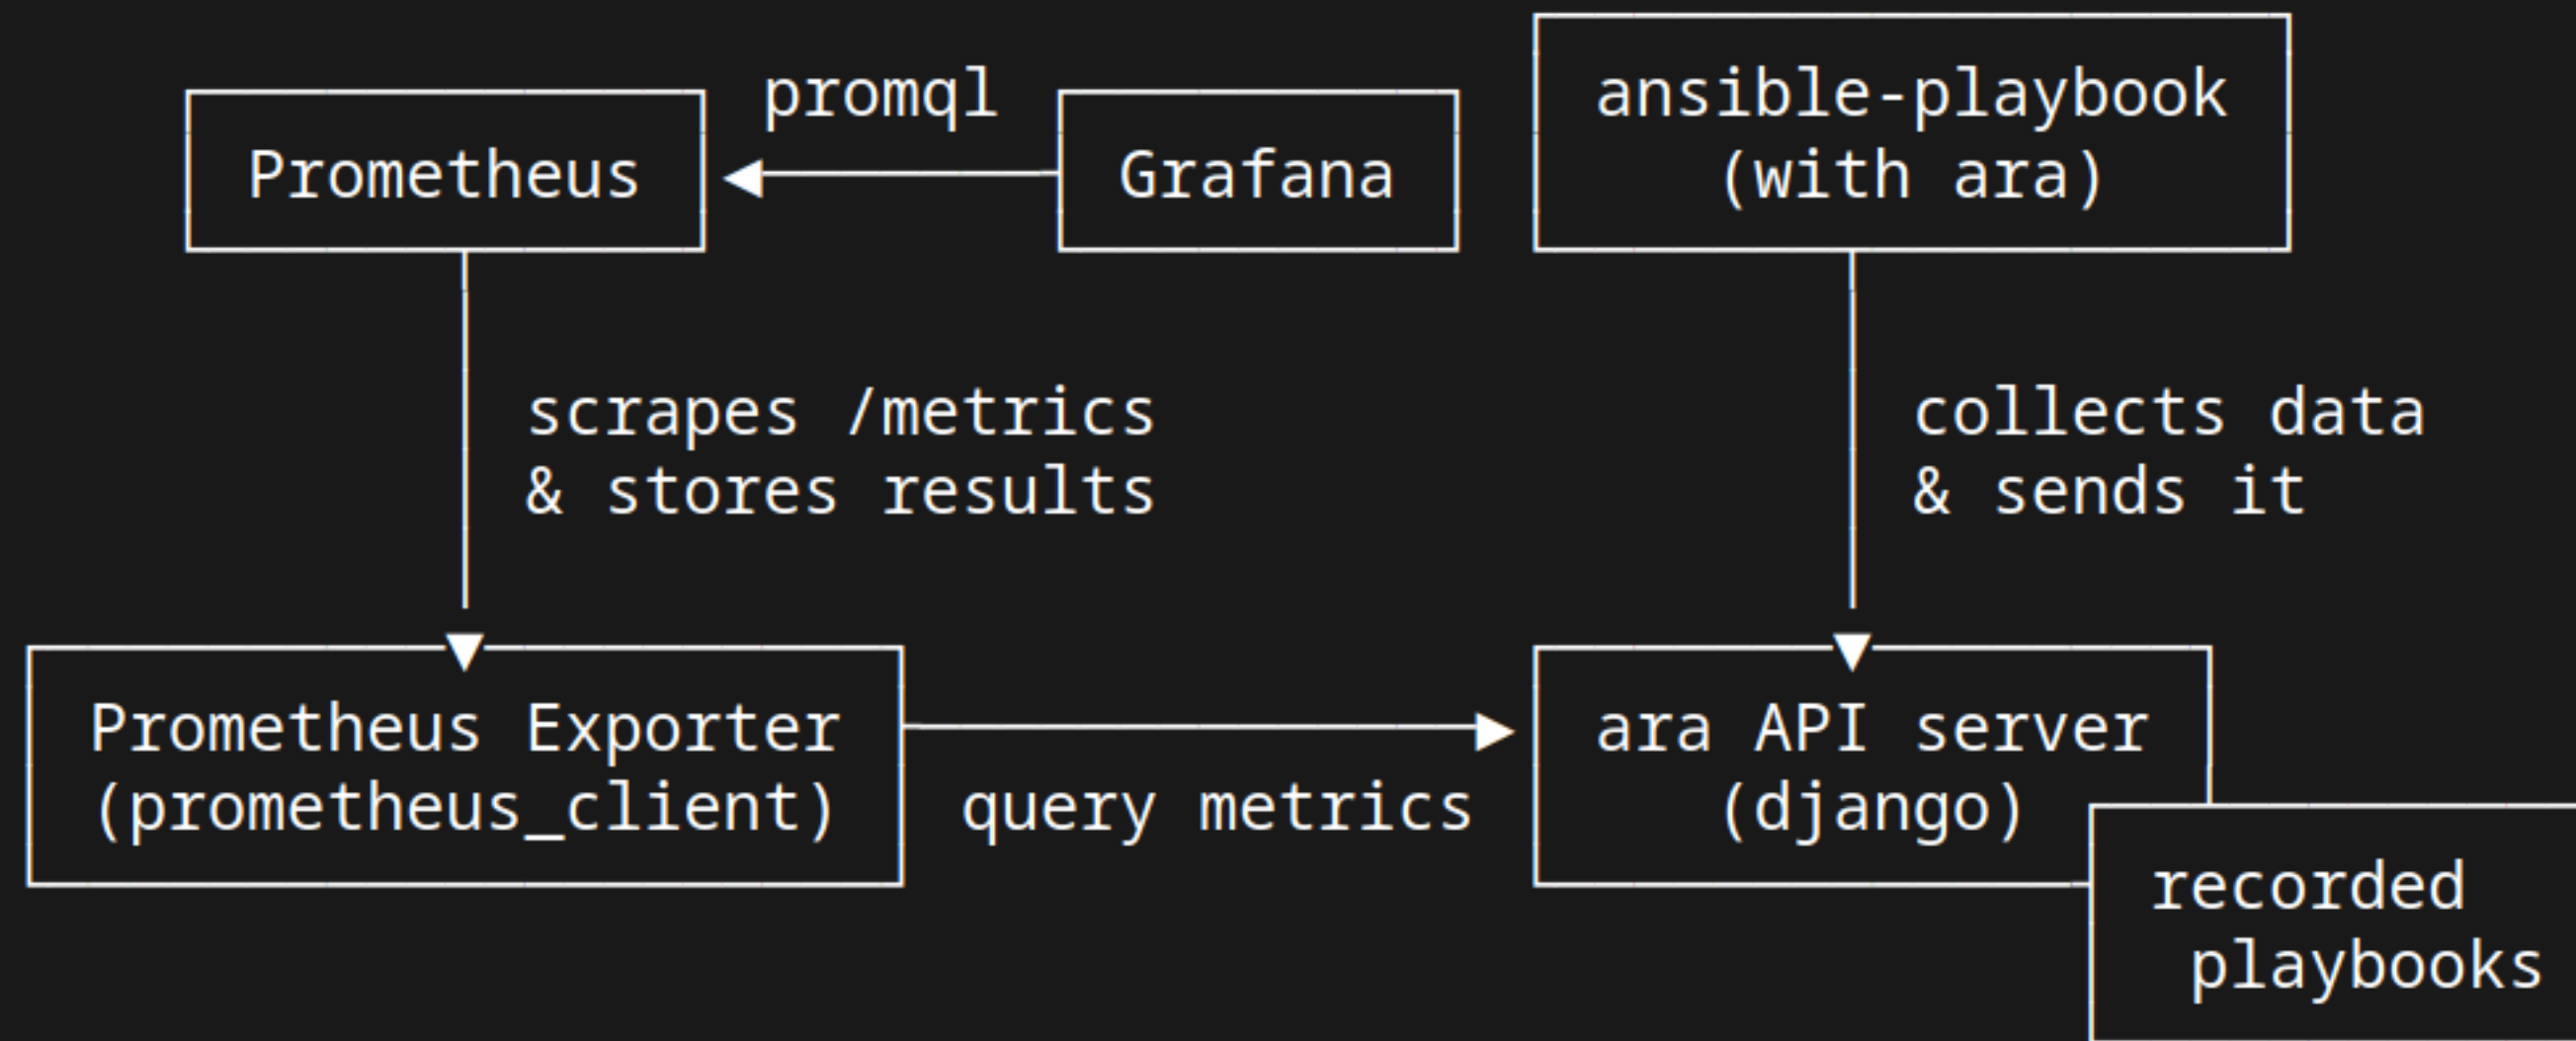 promql
Prometheus
Grafana
ansible-playbook
(with ara)
scrapes /metrics
& stores results
collects data
& sends it
Prometheus Exporter
(prometheus_client)
query metrics
ara API server
(django)
recorded
playbooks